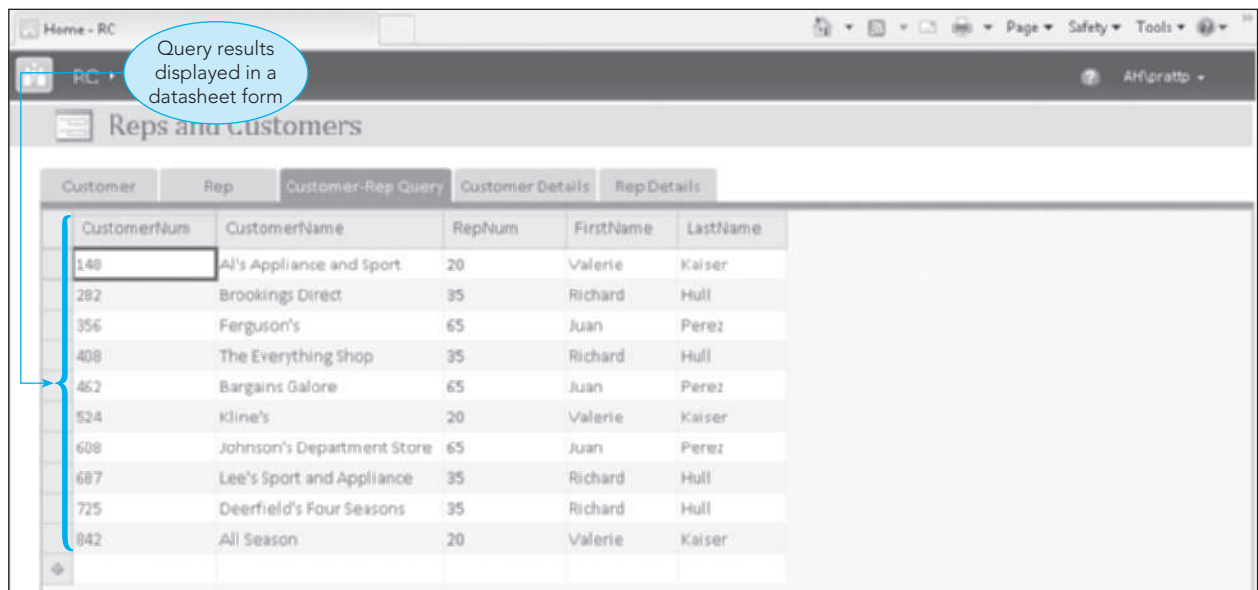 Home - RC
Page Safety Tools
Query results
displayed in a
datasheet form
RC
AH\prattp
Reps and Customers
Customer Rep Customer-Rep Query Customer Details Rep Details
CustomerNum CustomerName RepNum FirstName LastName
148 Al's Appliance and Sport 20 Valerie Kaiser
282 Brookings Direct 35 Richard Hull
356 Ferguson's 65 Juan Perez
408 The Everything Shop 35 Richard Hull
462 Bargains Galore 65 Juan Perez
524 Kline's 20 Valerie Kaiser
608 Johnson's Department Store 65 Juan Perez
687 Lee's Sport and Appliance 35 Richard Hull
725 Deerfield's Four Seasons 35 Richard Hull
842 All Season 20 Valerie Kaiser